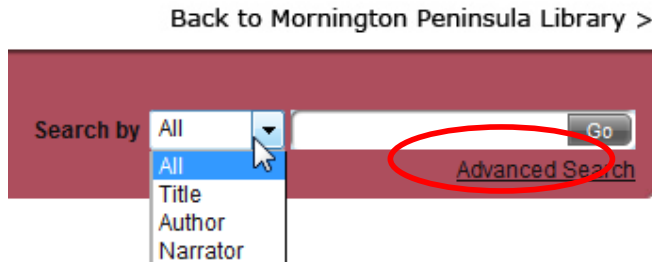 Back to Mornington Peninsula Library >
Search by All Go
Advanced Search
All
Title
Author
Narrator